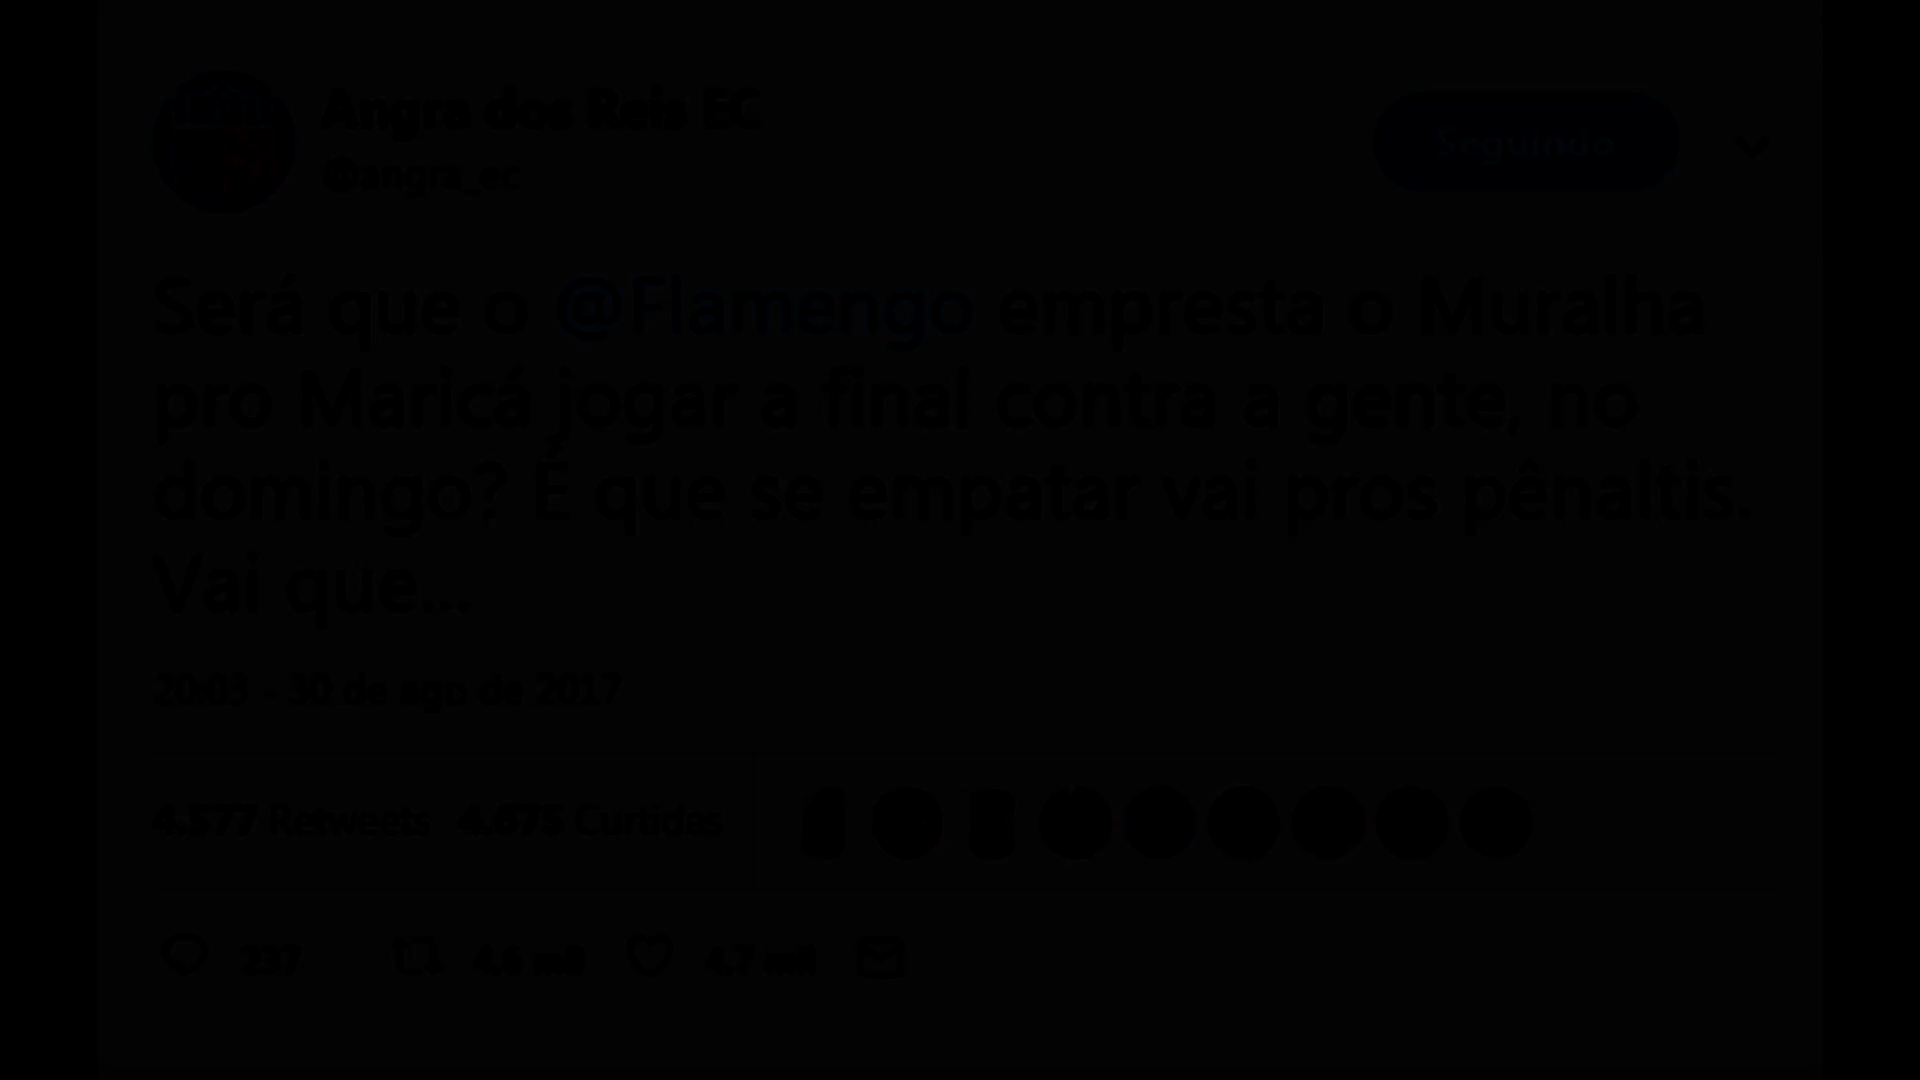 Angra dos Reis EC
@angra_ec
Seguindo
Será que o @Flamengo empresta o Muralha
pro Maricá jogar a final contra a gente, no
domingo? É que se empatar vai pros pênaltis.
Vai que...
20:03 - 30 de ago de 2017
4.577 Retweets 4.675 Curtidas
237 4.6 mil 4.7 mil